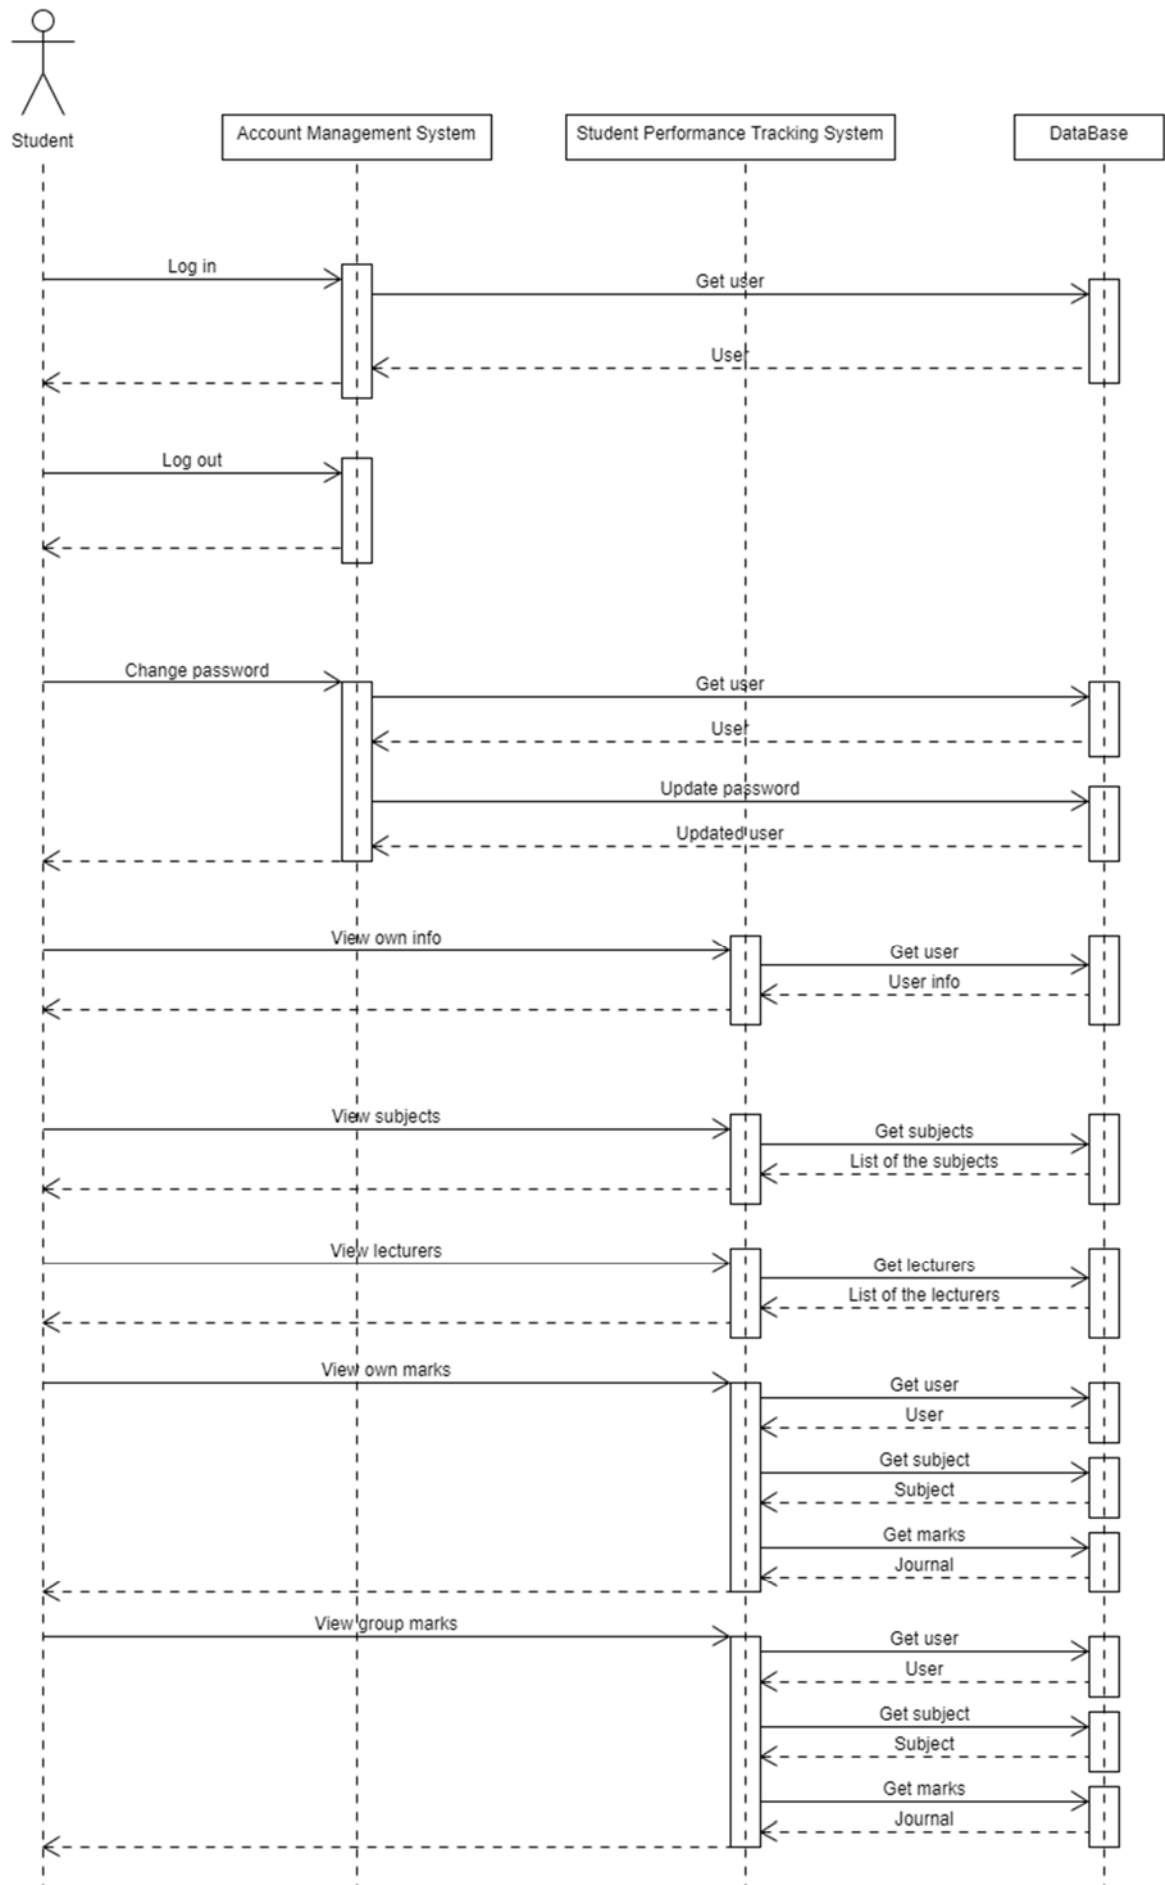 Student
Account Management System
Student Performance Tracking System
DataBase
Log in
Get user
User
Log out
Change password
Get user
User
Update password
Updated user
View own info
Get user
User info
View subjects
Get subjects
List of the subjects
View lecturers
Get lecturers
List of the lecturers
View own marks
Get user
User
Get subject
Subject
Get marks
Journal
View group marks
Get user
User
Get subject
Subject
Get marks
Journal